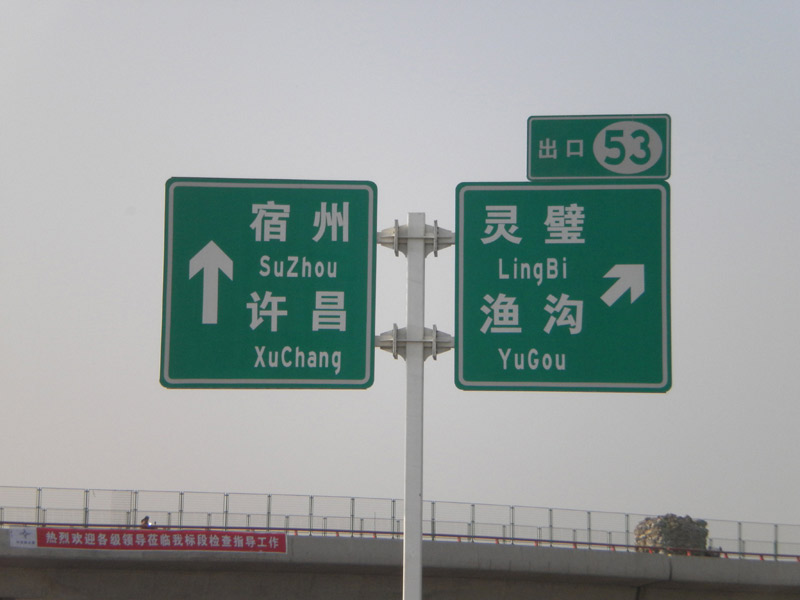 宿州
SuZhou
许昌
XuChang
出口 53
灵璧
LingBi
渔沟
YuGou
热烈欢迎各级领导莅临我标段检查指导工作